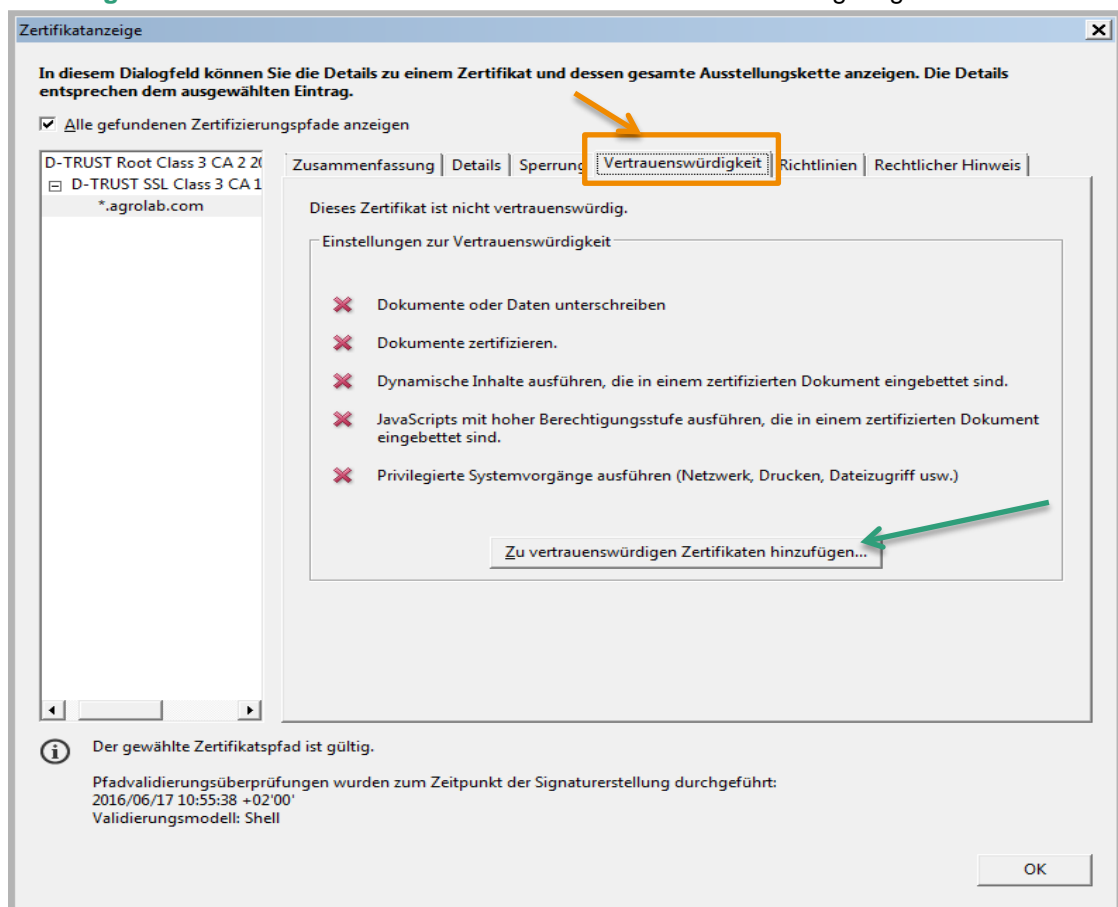 Zertifikatanzeige
In diesem Dialogfeld können Sie die Details zu einem Zertifikat und dessen gesamte Ausstellungskette anzeigen. Die Details
entsprechen dem ausgewählten Eintrag.
Alle gefundenen Zertifizierungspfade anzeigen
D-TRUST Root Class 3 CA 2 20
D-TRUST SSL Class 3 CA 1
*.agrolab.com
Zusammenfassung Details Sperrung Vertrauenswürdigkeit Richtlinien Rechtlicher Hinweis
Dieses Zertifikat ist nicht vertrauenswürdig.
Einstellungen zur Vertrauenswürdigkeit
Dokumente oder Daten unterschreiben
Dokumente zertifizieren.
Dynamische Inhalte ausführen, die in einem zertifizierten Dokument eingebettet sind.
JavaScripts mit hoher Berechtigungsstufe ausführen, die in einem zertifizierten Dokument
eingebettet sind.
Privilegierte Systemvorgänge ausführen (Netzwerk, Drucken, Dateizugriff usw.)
Zu vertrauenswürdigen Zertifikaten hinzufügen...
Der gewählte Zertifikatspfad ist gültig.
Pfadvalidierungsüberprüfungen wurden zum Zeitpunkt der Signaturerstellung durchgeführt:
2016/06/17 10:55:38 +02'00'
Validierungsmodell: Shell
OK